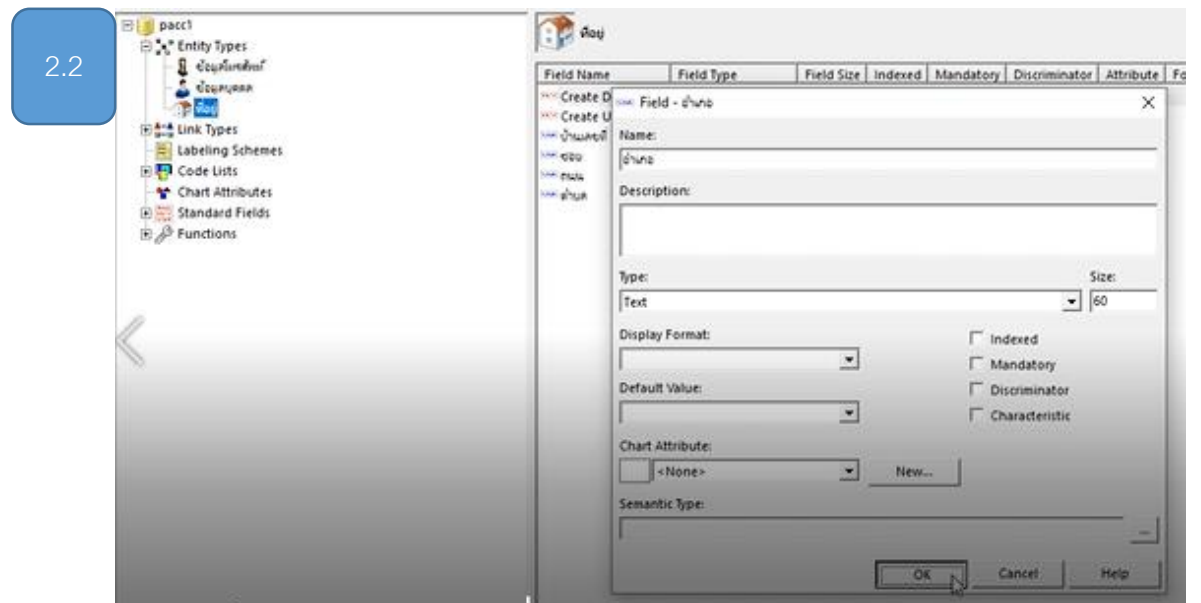 2.2
pacc1
Entity Types
ข้อมูลโทรศัพท์
ข้อมูลบุคคล
ที่อยู่
Link Types
Labeling Schemes
Code Lists
Chart Attributes
Standard Fields
Functions
ที่อยู่
Field Name Field Type Field Size Indexed Mandatory Discriminator Attribute Fo
Create D
Create U
บ้านเลขที่
ซอย
ถนน
ตำบล
Field - อำเภอ
Name:
อำเภอ
Description:
Type:
Size:
Text
60
Display Format:
Indexed
Mandatory
Default Value:
Discriminator
Characteristic
Chart Attribute:
<None>
New...
Semantic Type:
...
OK Cancel Help